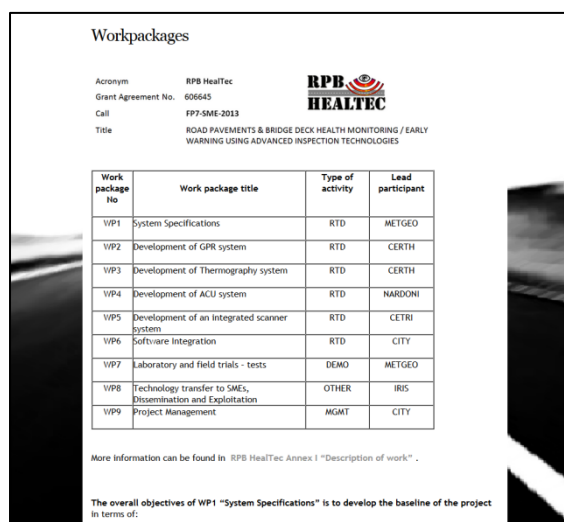 Workpackages
Acronym RPB HealTec
Grant Agreement No. 606645
Call FP7-SME-2013
Title ROAD PAVEMENTS & BRIDGE DECK HEALTH MONITORING / EARLY
WARNING USING ADVANCED INSPECTION TECHNOLOGIES
RPB
HEALTEC
Work package No Work package title Type of activity Lead participant
WP1 System Specifications RTD METGEO
WP2 Development of GPR system RTD CERTH
WP3 Development of Thermography system RTD CERTH
WP4 Development of ACU system RTD NARDONI
WP5 Development of an integrated scanner system RTD CETRI
WP6 Software Integration RTD CITY
WP7 Laboratory and field trials - tests DEMO METGEO
WP8 Technology transfer to SMEs, Dissemination and Exploitation OTHER IRIS
WP9 Project Management MGMT CITY
More information can be found in RPB HealTec Annex I “Description of work” .
The overall objectives of WP1 “System Specifications” is to develop the baseline of the project
in terms of: